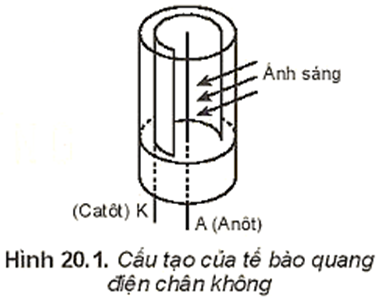 Ánh sáng
(Catôt) K
A (Anôt)
Hình 20.1. Cấu tạo của tế bào quang
điện chân không